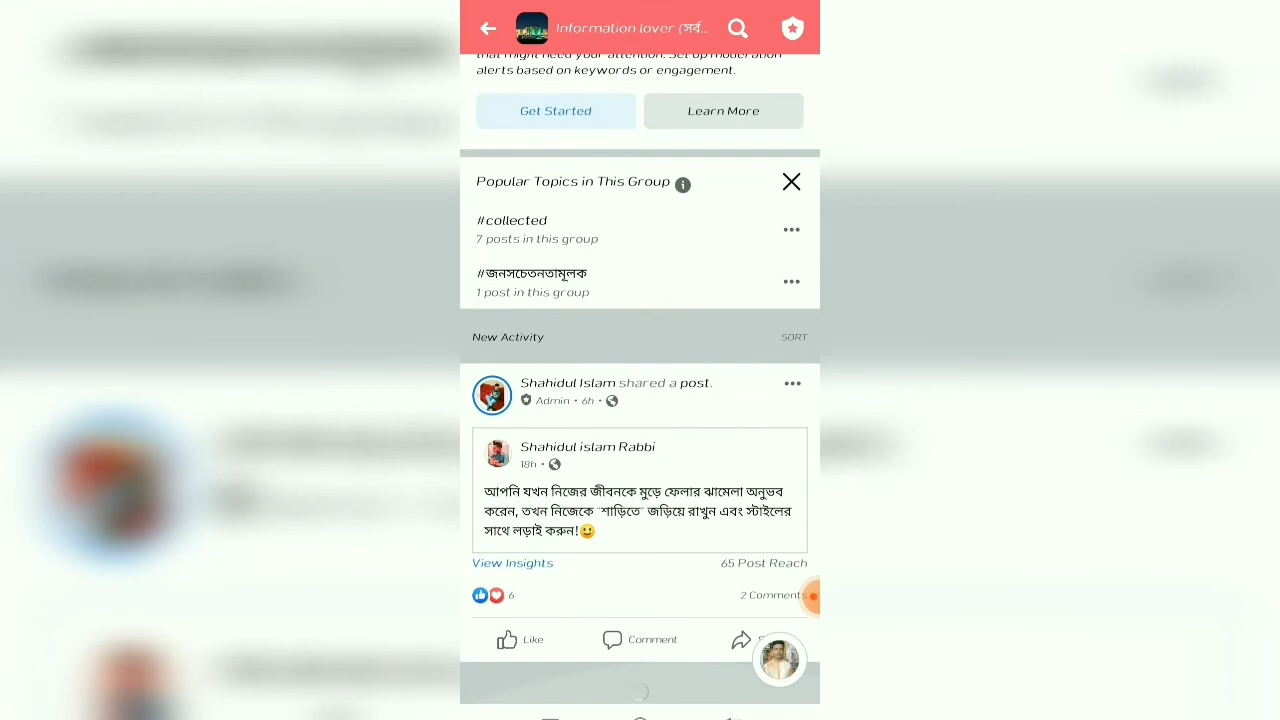 Information lover (সর্ব...
that might need your attention. Set up moderation
alerts based on keywords or engagement.
Get Started
Learn More
Popular Topics in This Group
#collected
7 posts in this group
#জনসচেতনতামূলক
1 post in this group
New Activity
SORT
Shahidul Islam shared a post.
Admin • 6h •
Shahidul islam Rabbi
18h •
আপনি যখন নিজের জীবনকে মুড়ে ফেলার ঝামেলা অনুভব
করেন, তখন নিজেকে "শাড়িতে" জড়িয়ে রাখুন এবং স্টাইলের
সাথে লড়াই করুন!🙂
View Insights
65 Post Reach
6
2 Comments
Like
Comment